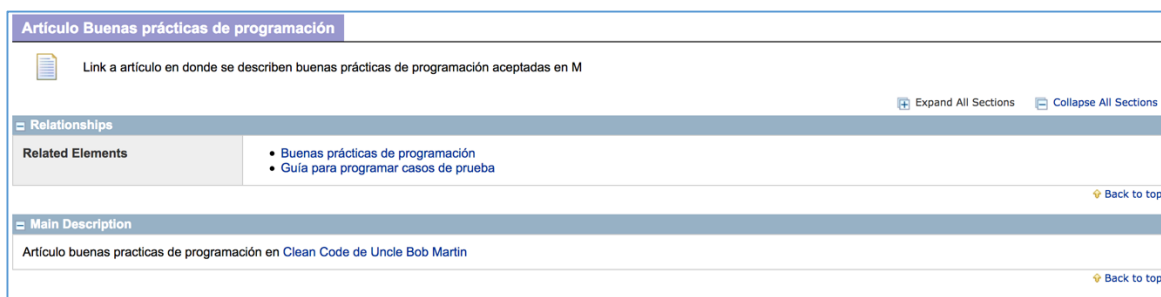 Artículo Buenas prácticas de programación
Link a artículo en donde se describen buenas prácticas de programación aceptadas en M
Expand All Sections Collapse All Sections
Relationships
Related Elements
• Buenas prácticas de programación
• Guía para programar casos de prueba
Back to top
Main Description
Artículo buenas practicas de programación en Clean Code de Uncle Bob Martin
Back to top